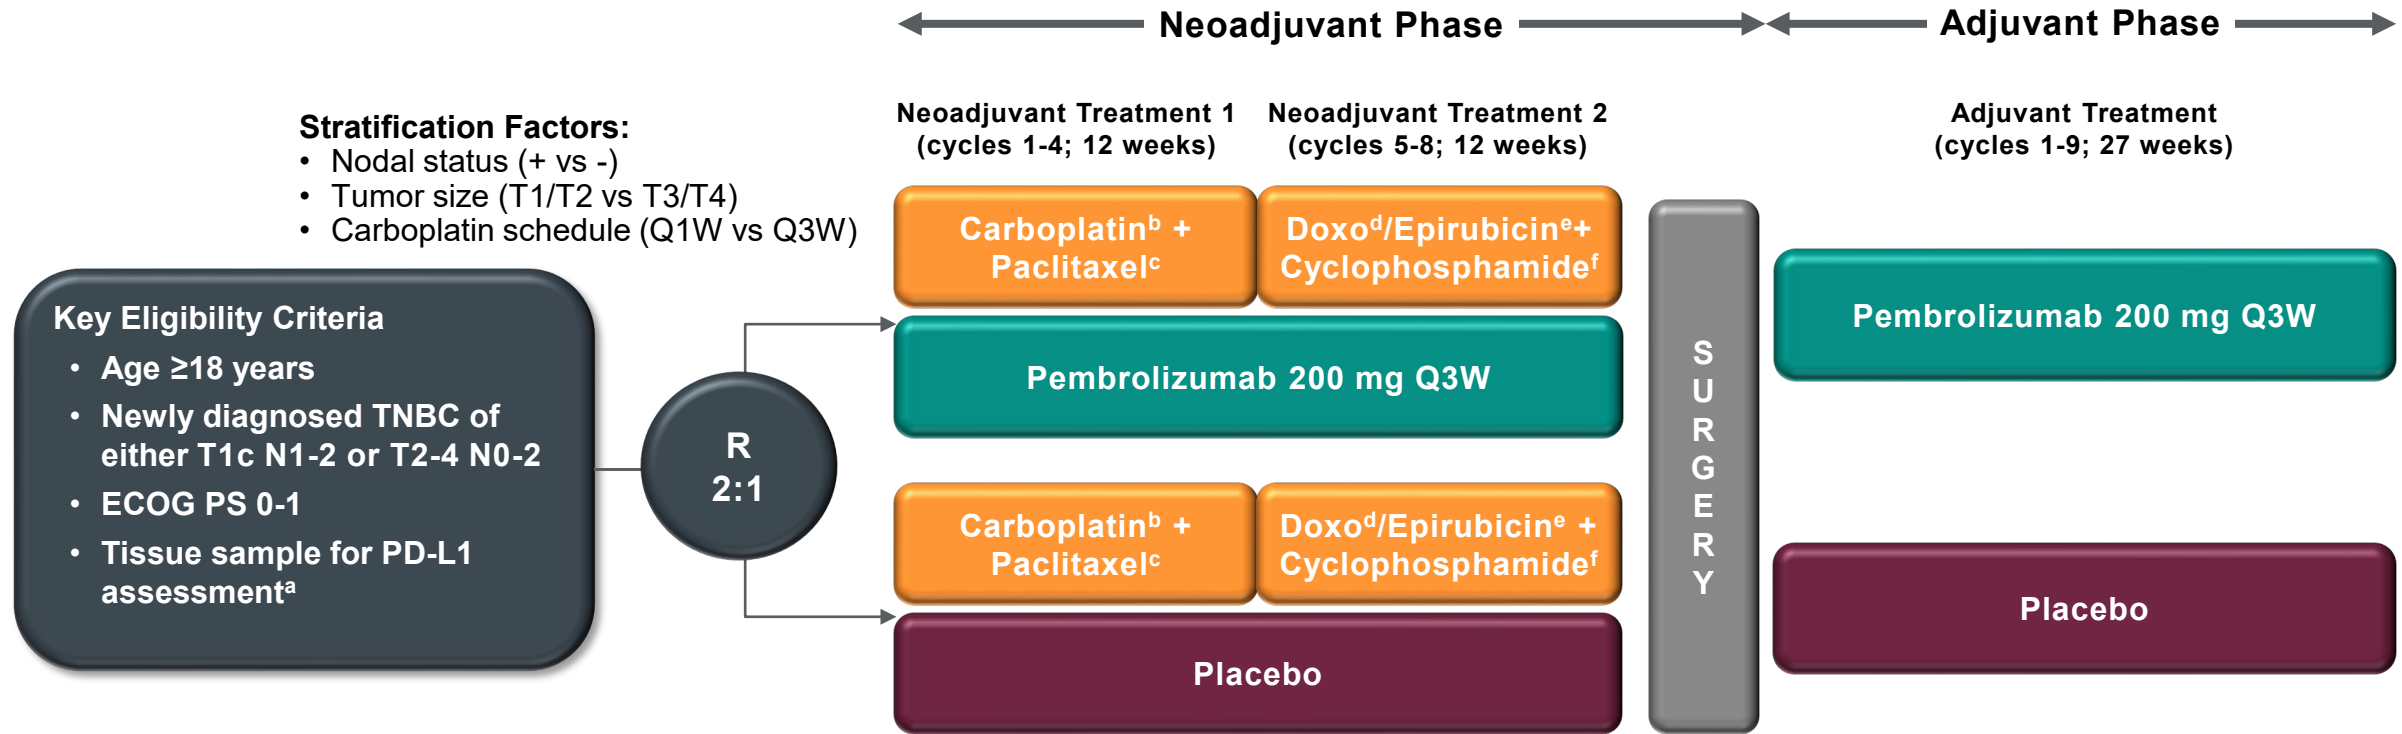 Neoadjuvant Phase
Adjuvant Phase
Stratification Factors:
• Nodal status (+ vs -)
• Tumor size (T1/T2 vs T3/T4)
• Carboplatin schedule (Q1W vs Q3W)
Neoadjuvant Treatment 1
(cycles 1-4; 12 weeks)
Neoadjuvant Treatment 2
(cycles 5-8; 12 weeks)
Adjuvant Treatment
(cycles 1-9; 27 weeks)
Key Eligibility Criteria
• Age ≥18 years
• Newly diagnosed TNBC of
either T1c N1-2 or T2-4 N0-2
• ECOG PS 0-1
• Tissue sample for PD-L1
assessmentᵃ
R
2:1
Carboplatinᵇ +
Paclitaxelᶜ
Doxoᵈ/Epirubicinᵉ+
Cyclophosphamideᶠ
Pembrolizumab 200 mg Q3W
Carboplatinᵇ +
Paclitaxelᶜ
Doxoᵈ/Epirubicinᵉ +
Cyclophosphamideᶠ
Placebo
SURGERY
Pembrolizumab 200 mg Q3W
Placebo